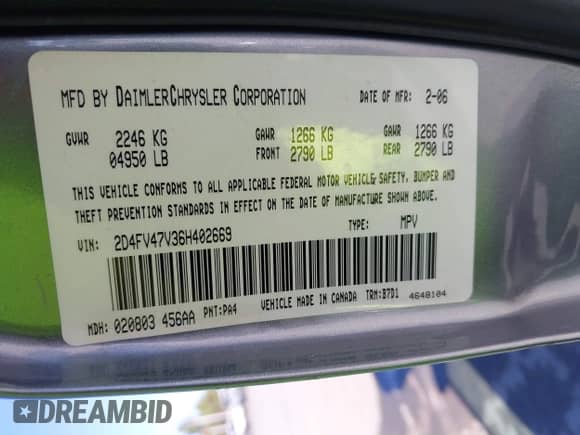 MFD BY DAIMLERCHRYSLER CORPORATION DATE OF MFR: 2-06
GVWR 2246 KG GAWR 1266 KG GAWR 1266 KG
04950 LB FRONT 2790 LB REAR 2790 LB
THIS VEHICLE CONFORMS TO ALL APPLICABLE FEDERAL MOTOR VEHICLE SAFETY, BUMPER AND
THEFT PREVENTION STANDARDS IN EFFECT ON THE DATE OF MANUFACTURE SHOWN ABOVE.
VIN: 2D4FV47V36H402669 TYPE: MPV
MDH: 020803 456AA PNT:PA4 VEHICLE MADE IN CANADA TRM:B7D1 4648104
DREAMBID